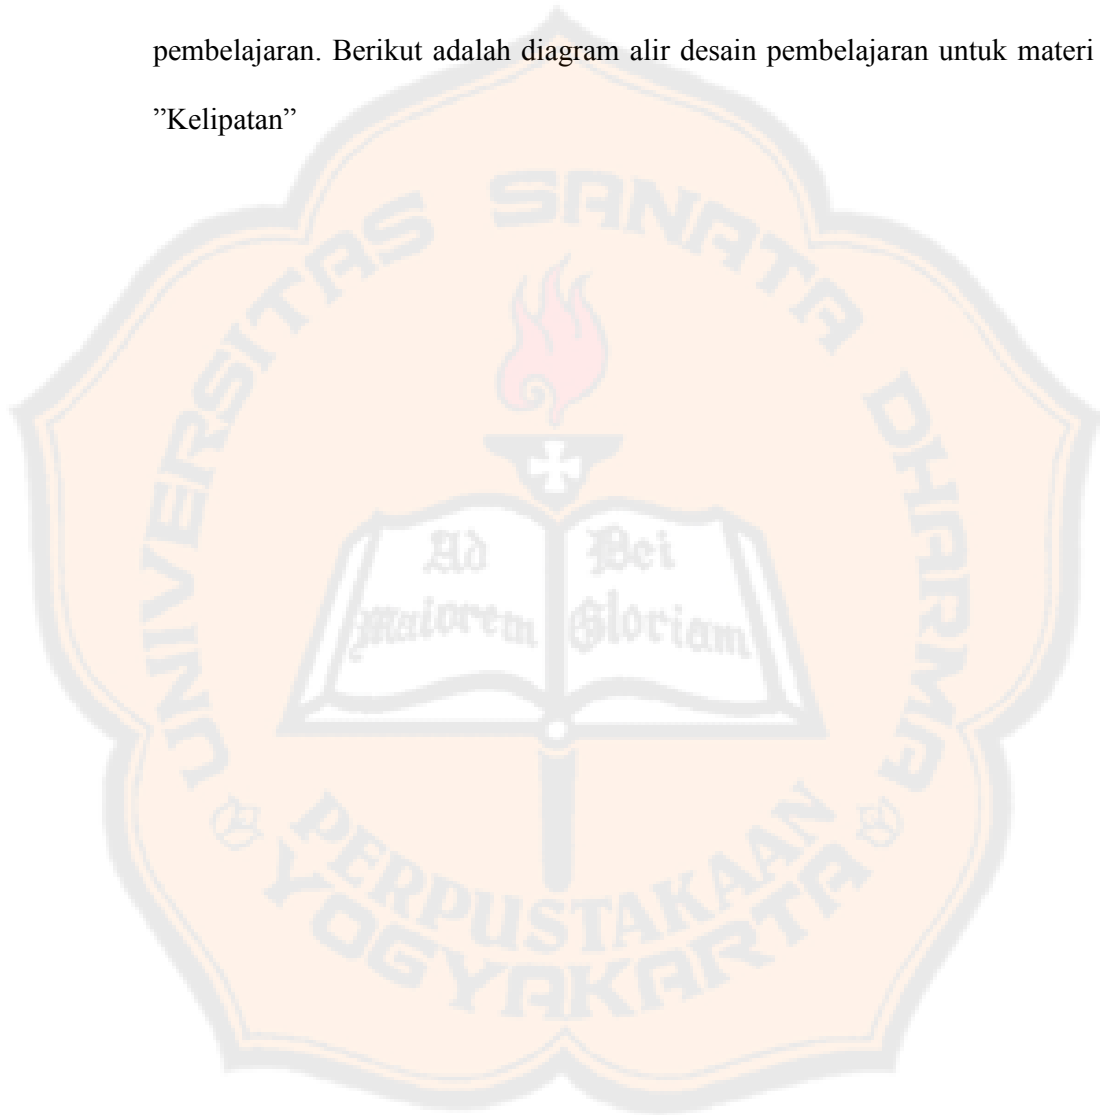 pembelajaran. Berikut adalah diagram alir desain pembelajaran untuk materi
”Kelipatan”
UNIVERSITAS SANATA DHARMA
Ad Dei
Maiorem Gloriam
PERPUSTAKAAN
YOGYAKARTA